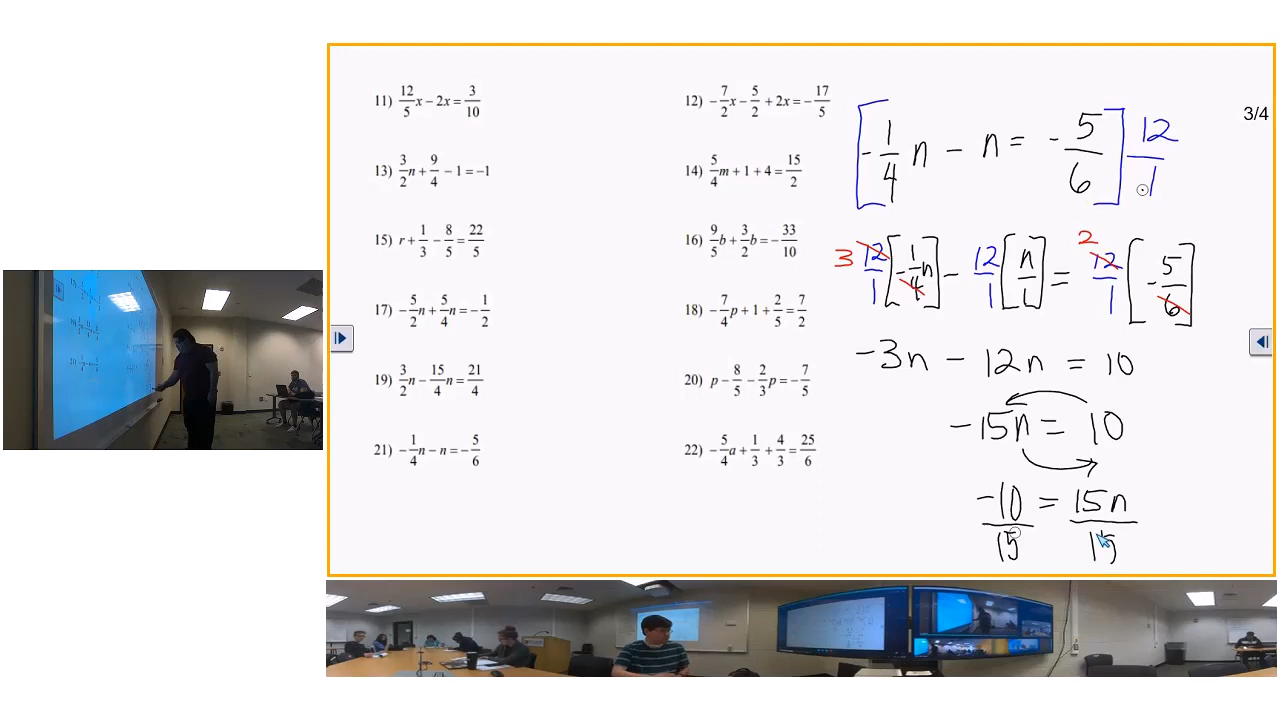 11) 12/5 x − 2x = 3/10
12) −7/2 x − 5/2 + 2x = −17/5
13) 3/2 n + 9/4 − 1 = −1
14) 5/4 m + 1 + 4 = 15/2
15) r + 1/3 − 8/5 = 22/5
16) 9/5 b + 3/2 b = −33/10
17) −5/2 n + 5/4 n = −1/2
18) −7/4 p + 1 + 2/5 = 7/2
19) 3/2 n − 15/4 n = 21/4
20) p − 8/5 − 2/3 p = −7/5
21) −1/4 n − n = −5/6
22) −5/4 a + 1/3 + 4/3 = 25/6
3/4
[−1/4 n − n = −5/6] 12/1
3 12/1 [−1/4 n] − 12/1 [n/1] = 2 12/1 [−5/6]
−3n − 12n = 10
−15n = 10
−10/15 = 15n/15